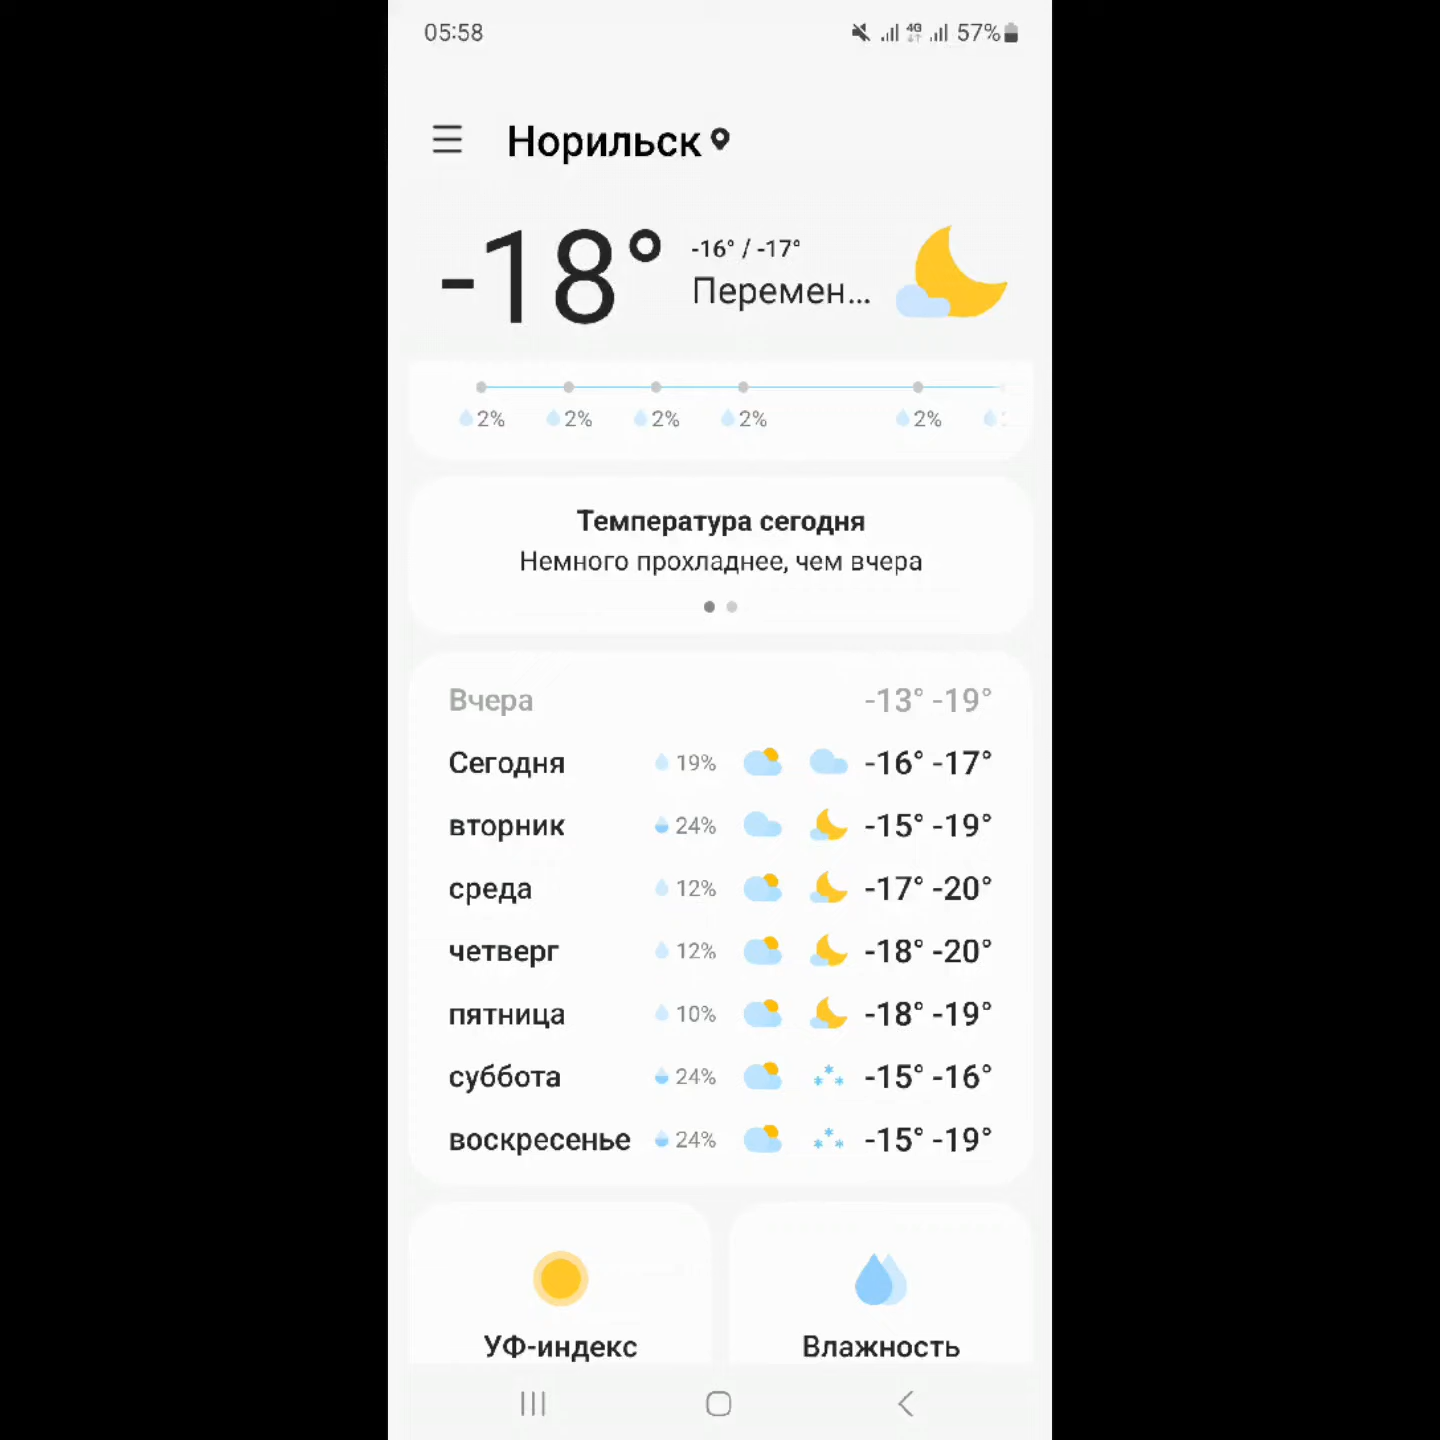 05:58 4G 57%
Норильск
-18° -16° / -17°
Перемен...
2% 2% 2% 2% 2%
Температура сегодня
Немного прохладнее, чем вчера
Вчера -13° -19°
Сегодня 19% -16° -17°
вторник 24% -15° -19°
среда 12% -17° -20°
четверг 12% -18° -20°
пятница 10% -18° -19°
суббота 24% -15° -16°
воскресенье 24% -15° -19°
УФ-индекс Влажность